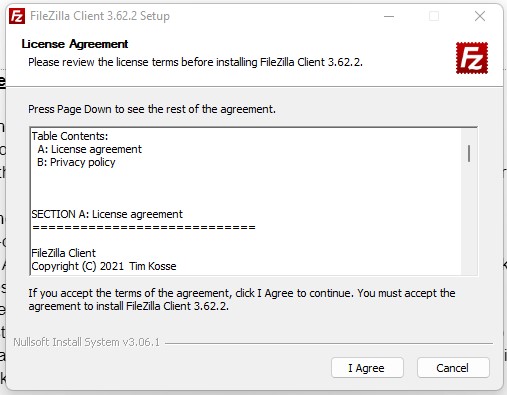 FileZilla Client 3.62.2 Setup
License Agreement
Please review the license terms before installing FileZilla Client 3.62.2.
Fz
Press Page Down to see the rest of the agreement.
Table Contents:
A: License agreement
B: Privacy policy
SECTION A: License agreement
============================
FileZilla Client
Copyright (C) 2021 Tim Kosse
If you accept the terms of the agreement, click I Agree to continue. You must accept the
agreement to install FileZilla Client 3.62.2.
Nullsoft Install System v3.06.1
I Agree
Cancel